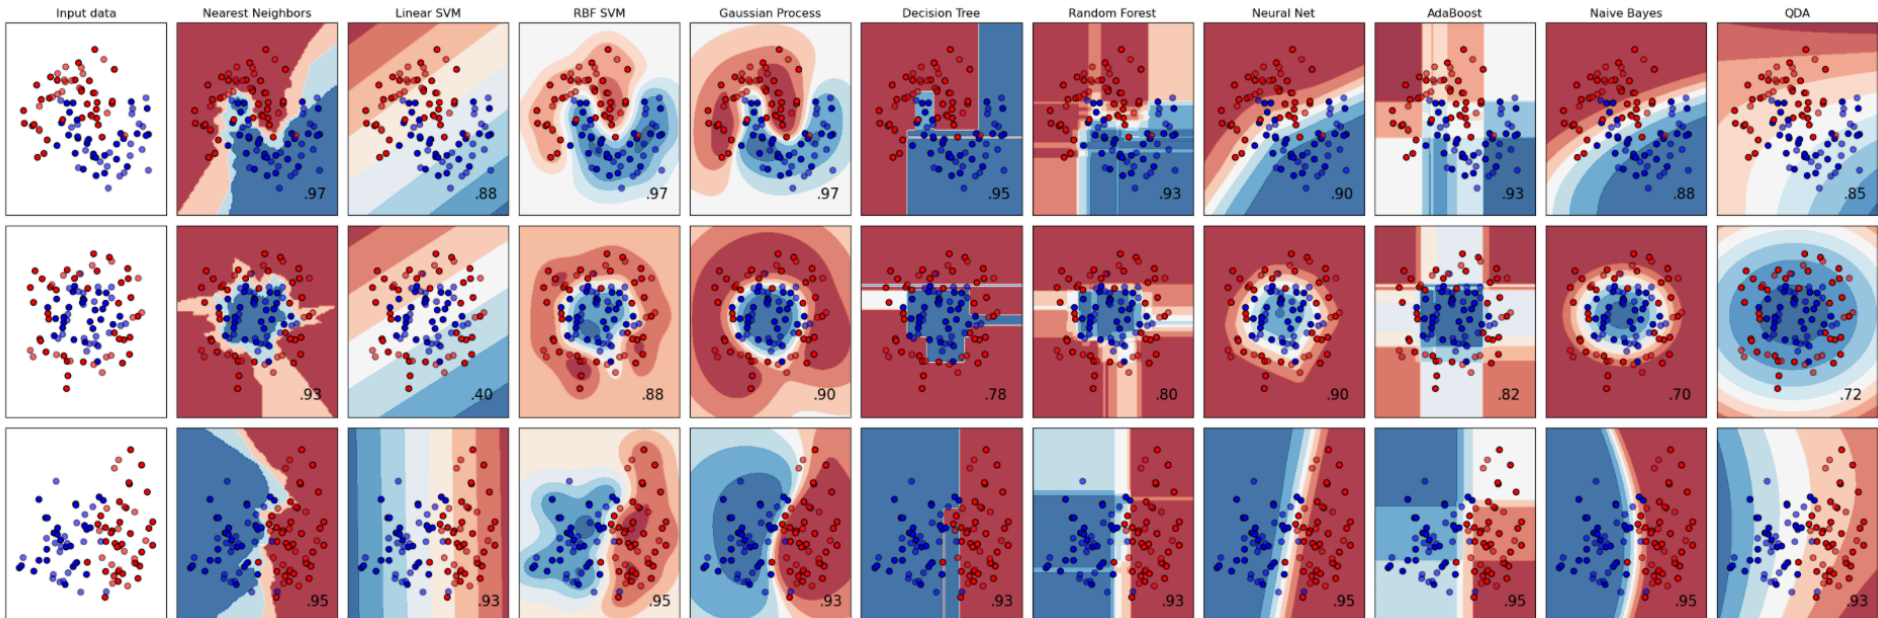 Input data Nearest Neighbors Linear SVM RBF SVM Gaussian Process Decision Tree Random Forest Neural Net AdaBoost Naive Bayes QDA
.97 .88 .97 .97 .95 .93 .90 .93 .88 .85
.93 .40 .88 .90 .78 .80 .90 .82 .70 .72
.95 .93 .95 .93 .93 .93 .95 .95 .95 .93